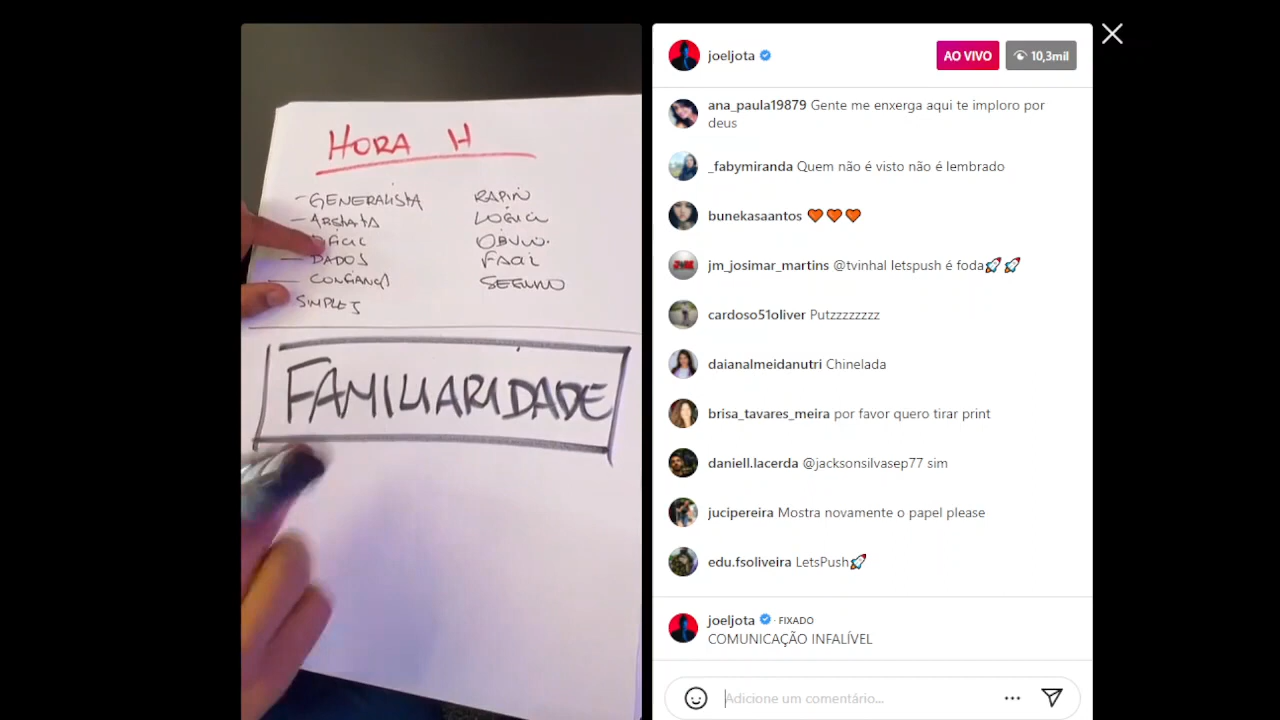 HORA H
- GENERALISTA RAPIDO
- LOGICA
DIFICIL OBVIO.
- DADOS FACIL
- CONFIANÇA SEGURO
SIMPLES
FAMILIARIDADE
joeljota AO VIVO 10,3mil
ana_paula19879 Gente me enxerga aqui te imploro por
deus
_fabymiranda Quem não é visto não é lembrado
bunekasaantos 🧡🧡🧡
jm_josimar_martins @tvinhal letspush é foda🚀🚀
cardoso51oliver Putzzzzzzzz
daianalmeidanutri Chinelada
brisa_tavares_meira por favor quero tirar print
daniell.lacerda @jacksonsilvasep77 sim
jucipereira Mostra novamente o papel please
edu.fsoliveira LetsPush🚀
joeljota · FIXADO
COMUNICAÇÃO INFALÍVEL
Adicione um comentário...